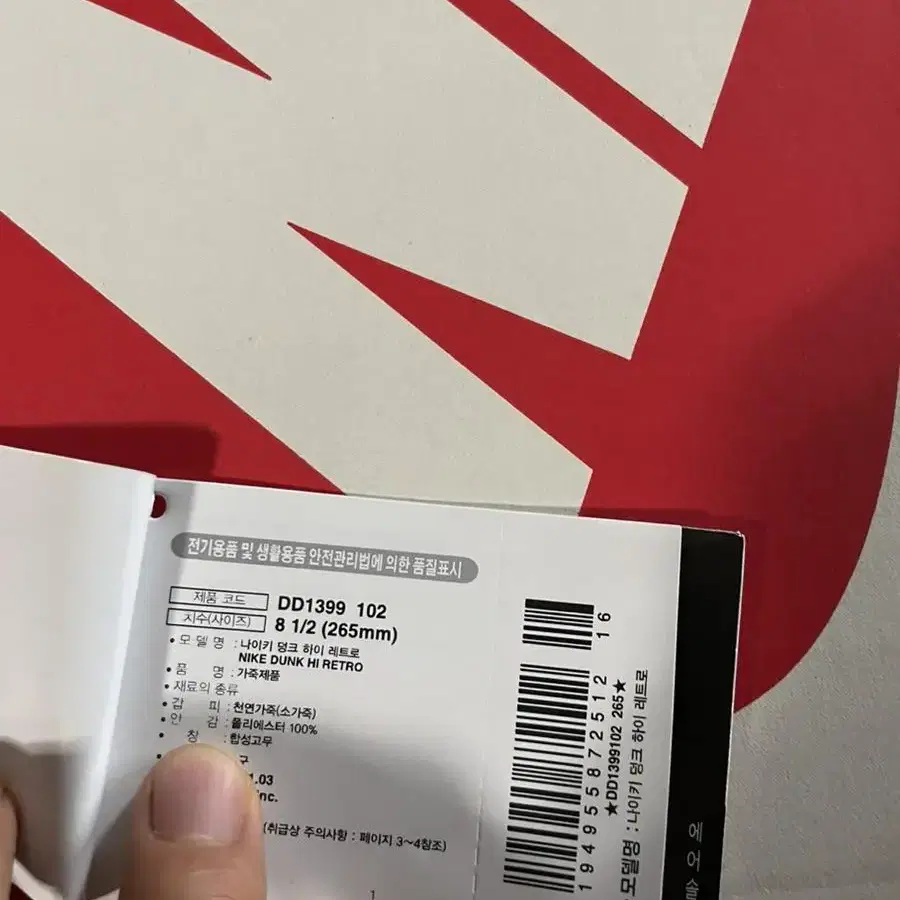 전기용품 및 생활용품 안전관리법에 의한 품질표시
제품 코드 DD1399 102
치수(사이즈) 8 1/2 (265mm)
• 모 델 명 : 나이키 덩크 하이 레트로
NIKE DUNK HI RETRO
• 품 명 : 가죽제품
• 재료의 종류
• 갑 피 : 천연가죽(소가죽)
• 안 감 : 폴리에스터 100%
• 창 : 합성고무
구
1.03
Inc.
(취급상 주의사항 : 페이지 3~4참조)
1
16
194955872512
★DD1399102 265★
모델명 : 나이키 덩크 하이 레트로
에 어 솔